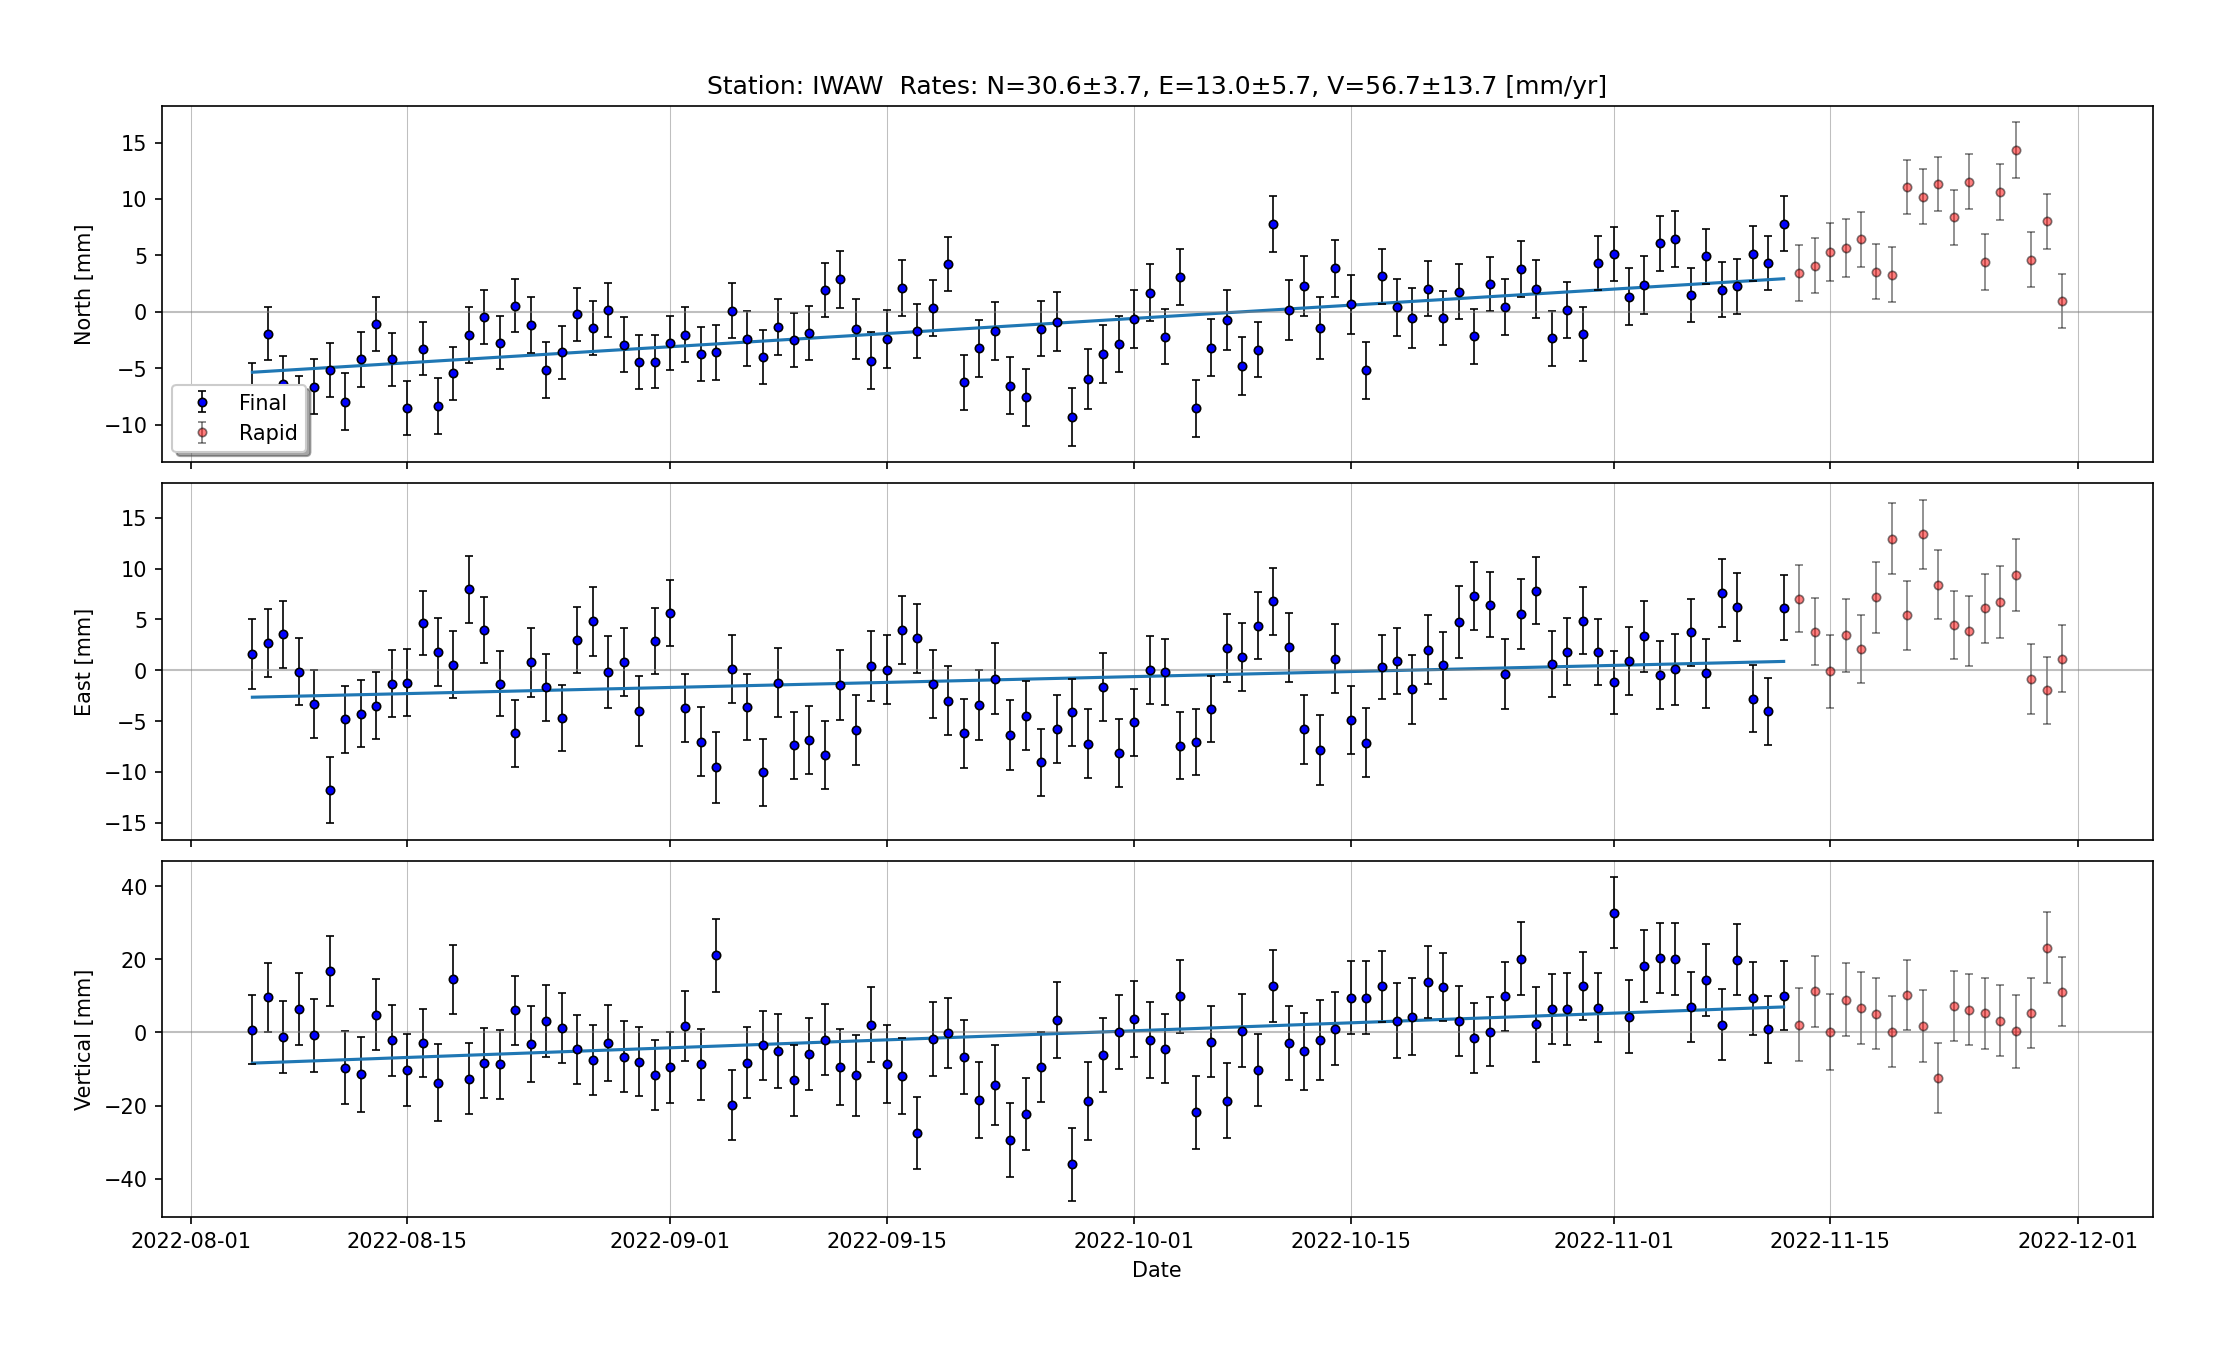 Station: IWAW  Rates: N=30.6±3.7, E=13.0±5.7, V=56.7±13.7 [mm/yr]
North [mm]
15
10
5
0
−5
−10
Final
Rapid
East [mm]
15
10
5
0
−5
−10
−15
Vertical [mm]
40
20
0
−20
−40
2022-08-01 2022-08-15 2022-09-01 2022-09-15 2022-10-01 2022-10-15 2022-11-01 2022-11-15 2022-12-01
Date